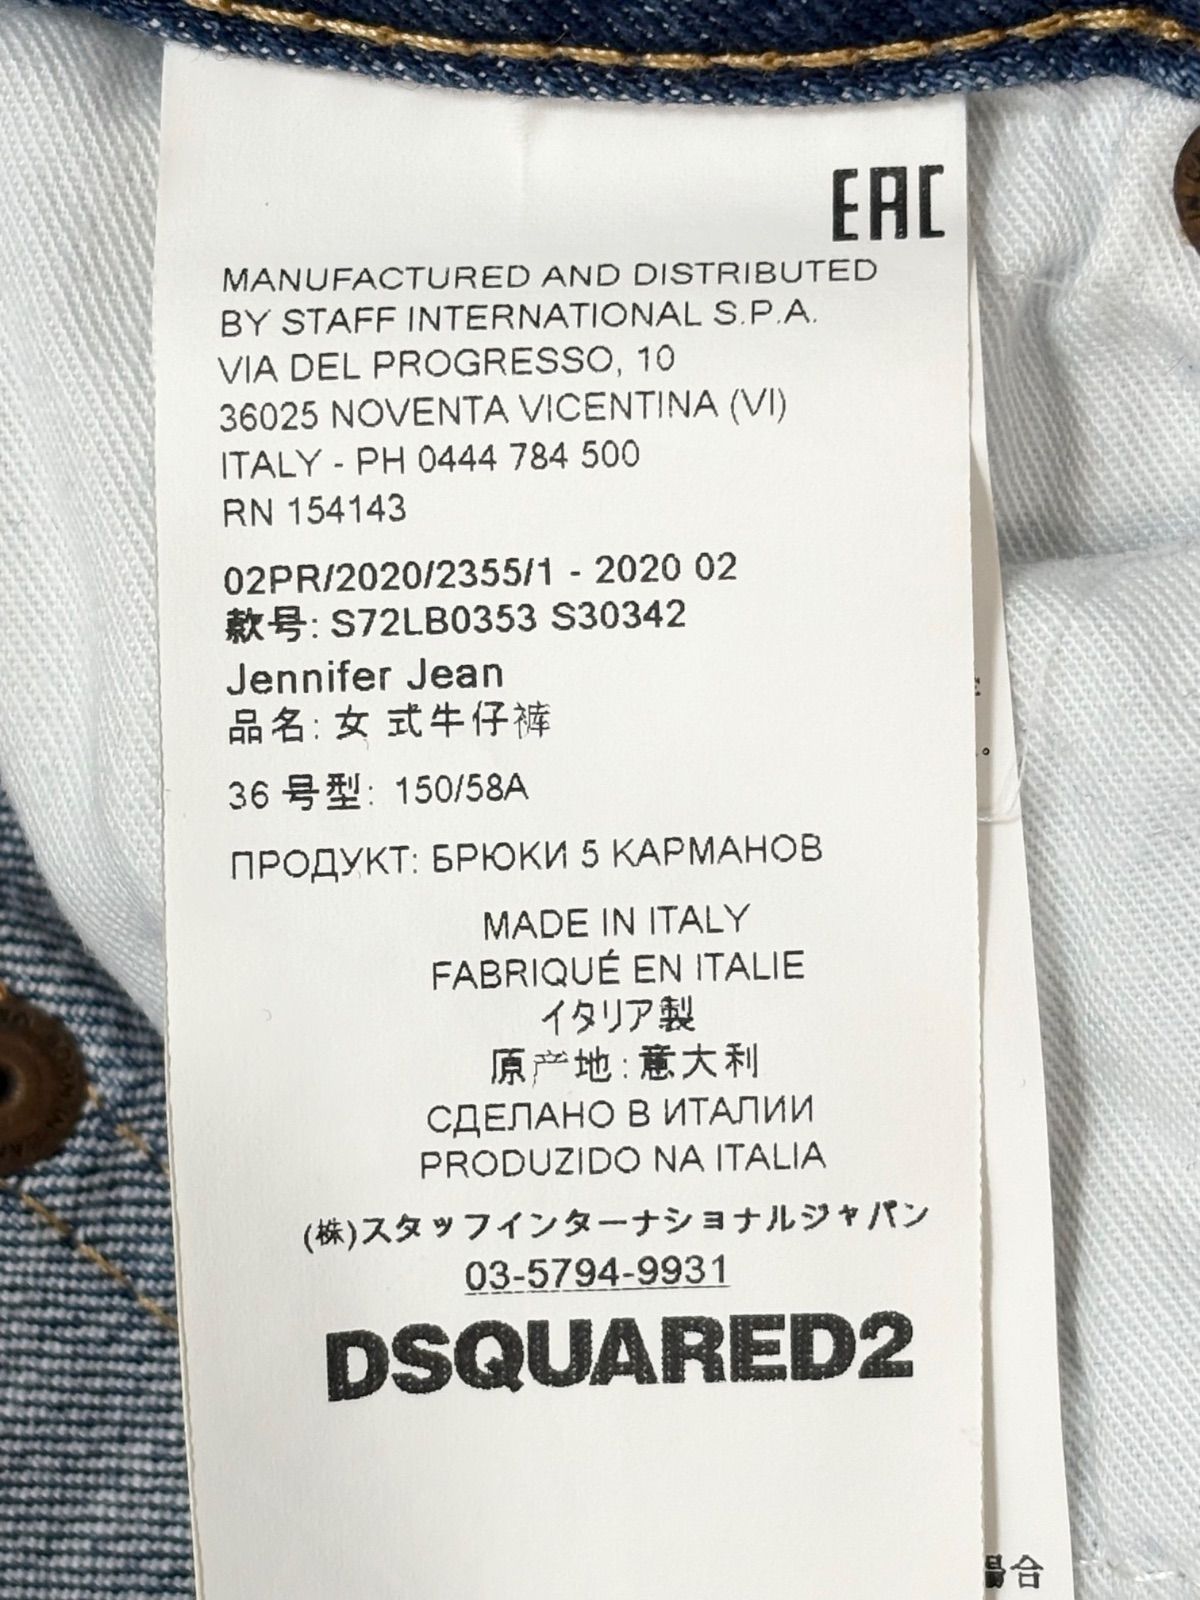 EAC
MANUFACTURED AND DISTRIBUTED
BY STAFF INTERNATIONAL S.P.A.
VIA DEL PROGRESSO, 10
36025 NOVENTA VICENTINA (VI)
ITALY - PH 0444 784 500
RN 154143
02PR/2020/2355/1 - 2020 02
款号: S72LB0353 S30342
Jennifer Jean
品名: 女 式牛仔裤
36 号型: 150/58A
ПРОДУКТ: БРЮКИ 5 КАРМАНОВ
MADE IN ITALY
FABRIQUÉ EN ITALIE
イタリア製
原产地:意大利
СДЕЛАНО В ИТАЛИИ
PRODUZIDO NA ITALIA
(株)スタッフインターナショナルジャパン
03-5794-9931
DSQUARED2
場合